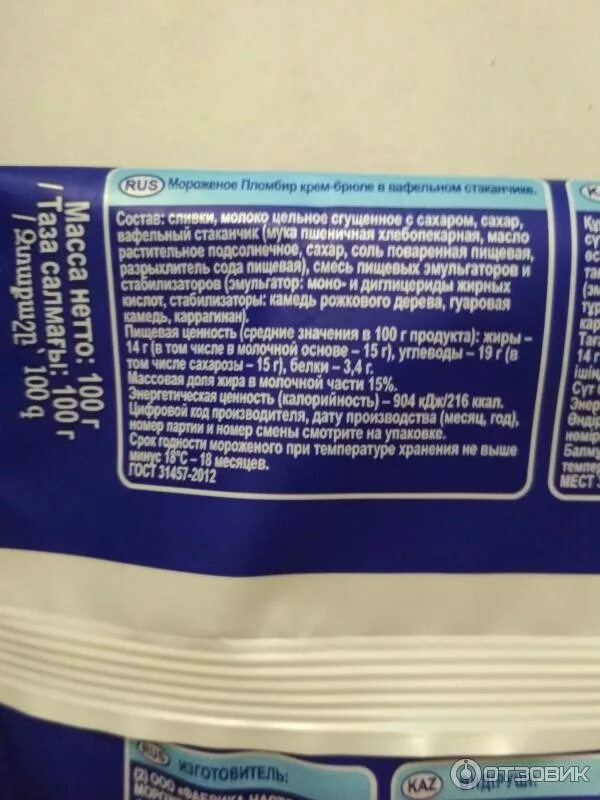 RUS Мороженое Пломбир крем-брюле в вафельном стаканчике.
Состав: сливки, молоко цельное сгущенное с сахаром, сахар,
вафельный стаканчик (мука пшеничная хлебопекарная, масло
растительное подсолнечное, сахар, соль поваренная пищевая,
разрыхлитель сода пищевая), смесь пищевых эмульгаторов и
стабилизаторов (эмульгатор: моно- и диглицериды жирных
кислот, стабилизаторы: камедь рожкового дерева, гуаровая
камедь, каррагинан).
Пищевая ценность (средние значения в 100 г продукта): жиры –
14 г (в том числе в молочной основе – 15 г), углеводы – 19 г (в
том числе сахарозы – 15 г), белки – 3,4 г.
Массовая доля жира в молочной части 15%.
Энергетическая ценность (калорийность) – 904 кДж/216 ккал.
Цифровой код производителя, дату производства (месяц, год),
номер партии и номер смены смотрите на упаковке.
Срок годности мороженого при температуре хранения не выше
минус 18°С – 18 месяцев.
ГОСТ 31457-2012
Масса нетто: 100 г
/ Таза салмағы: 100 г
100 գ
14 г
МЕСТ
RUS
ИЗГОТОВИТЕЛЬ:
(2) ООО
KAZ
ОТЗОВИК